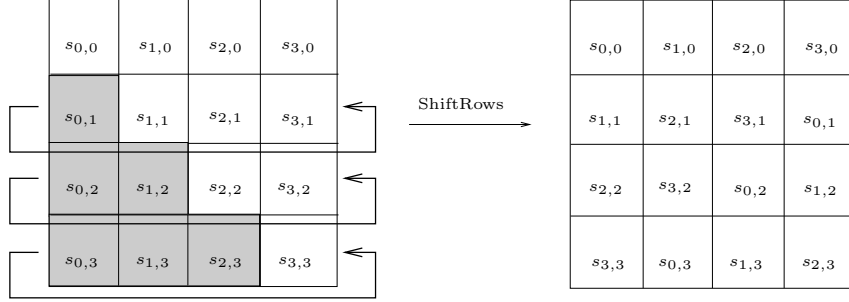 s0,0 s1,0 s2,0 s3,0
s0,1 s1,1 s2,1 s3,1
s0,2 s1,2 s2,2 s3,2
s0,3 s1,3 s2,3 s3,3
ShiftRows
s0,0 s1,0 s2,0 s3,0
s1,1 s2,1 s3,1 s0,1
s2,2 s3,2 s0,2 s1,2
s3,3 s0,3 s1,3 s2,3